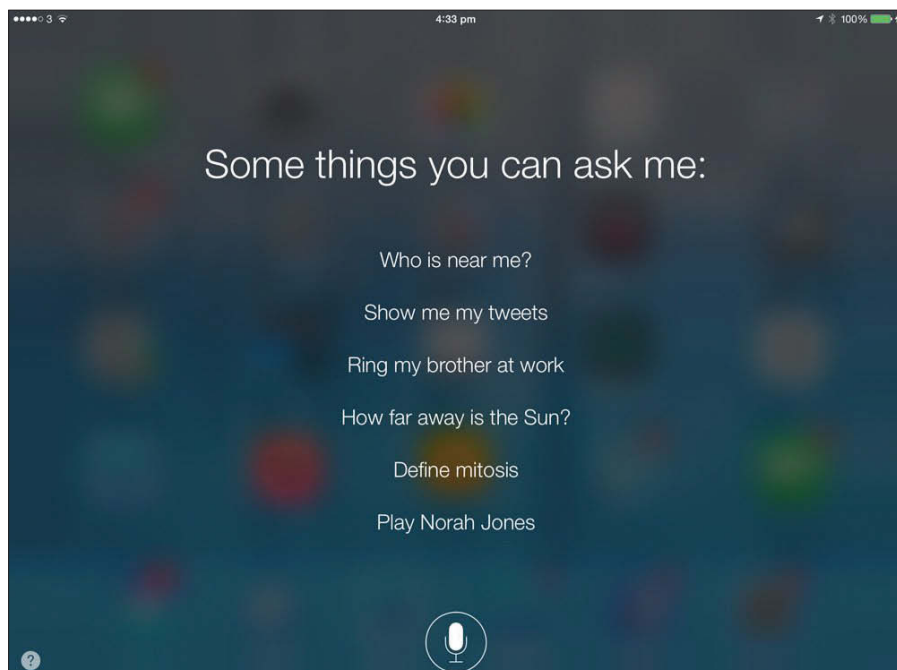 3
4:33 pm
100%
Some things you can ask me:
Who is near me?
Show me my tweets
Ring my brother at work
How far away is the Sun?
Define mitosis
Play Norah Jones
?